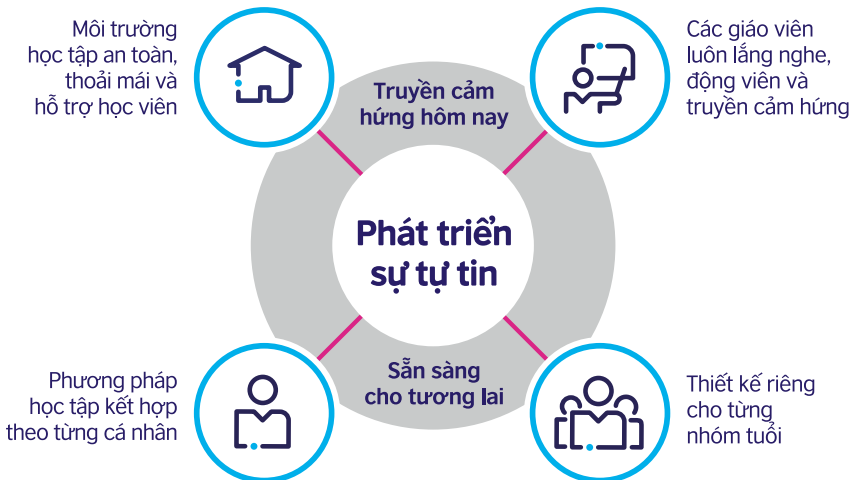 Môi trường
học tập an toàn,
thoải mái và
hỗ trợ học viên
Truyền cảm
hứng hôm nay
Các giáo viên
luôn lắng nghe,
động viên và
truyền cảm hứng
Phát triển
sự tự tin
Phương pháp
học tập kết hợp
theo từng cá nhân
Sẵn sàng
cho tương lai
Thiết kế riêng
cho từng
nhóm tuổi